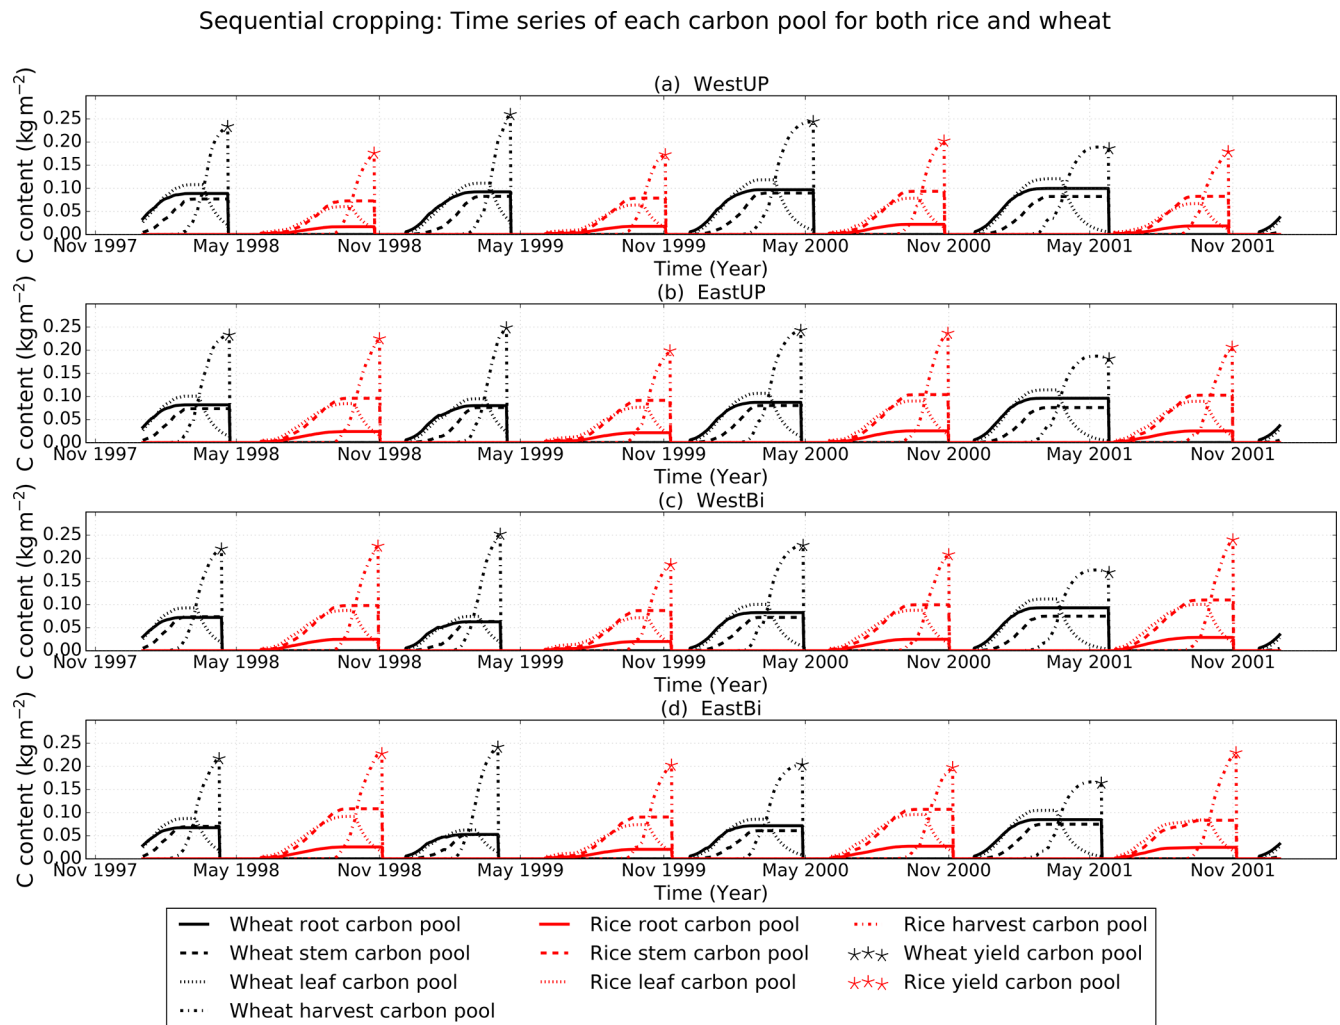 Sequential cropping: Time series of each carbon pool for both rice and wheat
(a) WestUP
C content (kg m⁻²)
0.25
0.20
0.15
0.10
0.05
0.00
Nov 1997 May 1998 Nov 1998 May 1999 Nov 1999 May 2000 Nov 2000 May 2001 Nov 2001
Time (Year)
(b) EastUP
C content (kg m⁻²)
0.25
0.20
0.15
0.10
0.05
0.00
Nov 1997 May 1998 Nov 1998 May 1999 Nov 1999 May 2000 Nov 2000 May 2001 Nov 2001
Time (Year)
(c) WestBi
C content (kg m⁻²)
0.25
0.20
0.15
0.10
0.05
0.00
Nov 1997 May 1998 Nov 1998 May 1999 Nov 1999 May 2000 Nov 2000 May 2001 Nov 2001
Time (Year)
(d) EastBi
C content (kg m⁻²)
0.25
0.20
0.15
0.10
0.05
0.00
Nov 1997 May 1998 Nov 1998 May 1999 Nov 1999 May 2000 Nov 2000 May 2001 Nov 2001
Time (Year)
Wheat root carbon pool
Wheat stem carbon pool
Wheat leaf carbon pool
Wheat harvest carbon pool
Rice root carbon pool
Rice stem carbon pool
Rice leaf carbon pool
Rice harvest carbon pool
Wheat yield carbon pool
Rice yield carbon pool